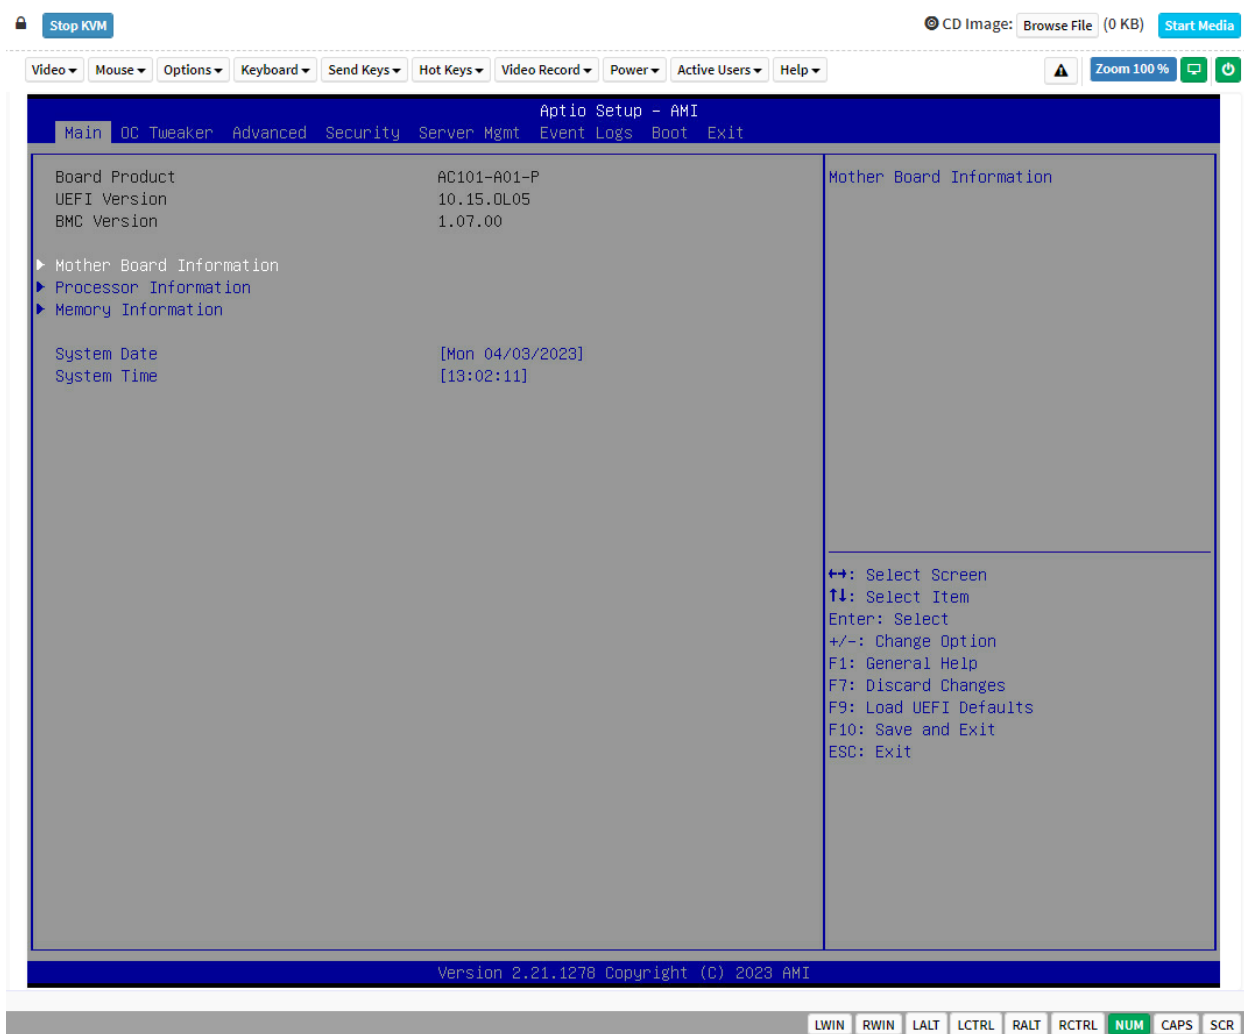 Stop KVM
CD Image: Browse File (0 KB) Start Media
Video Mouse Options Keyboard Send Keys Hot Keys Video Record Power Active Users Help Zoom 100 %
Aptio Setup – AMI
Main OC Tweaker Advanced Security Server Mgmt Event Logs Boot Exit
Board Product AC101-A01-P
UEFI Version 10.15.OL05
BMC Version 1.07.00
Mother Board Information
Processor Information
Memory Information
System Date [Mon 04/03/2023]
System Time [13:02:11]
Mother Board Information
↔: Select Screen
↑↓: Select Item
Enter: Select
+/-: Change Option
F1: General Help
F7: Discard Changes
F9: Load UEFI Defaults
F10: Save and Exit
ESC: Exit
Version 2.21.1278 Copyright (C) 2023 AMI
LWIN RWIN LALT LCTRL RALT RCTRL NUM CAPS SCR